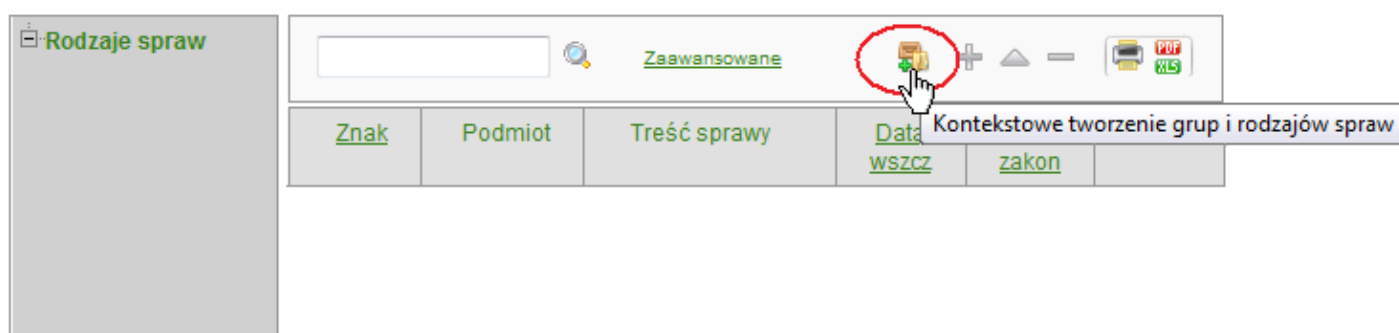 Rodzaje spraw
Zaawansowane
PDF
XLS
Kontekstowe tworzenie grup i rodzajów spraw
Znak Podmiot Treść sprawy Data
wszcz zakon